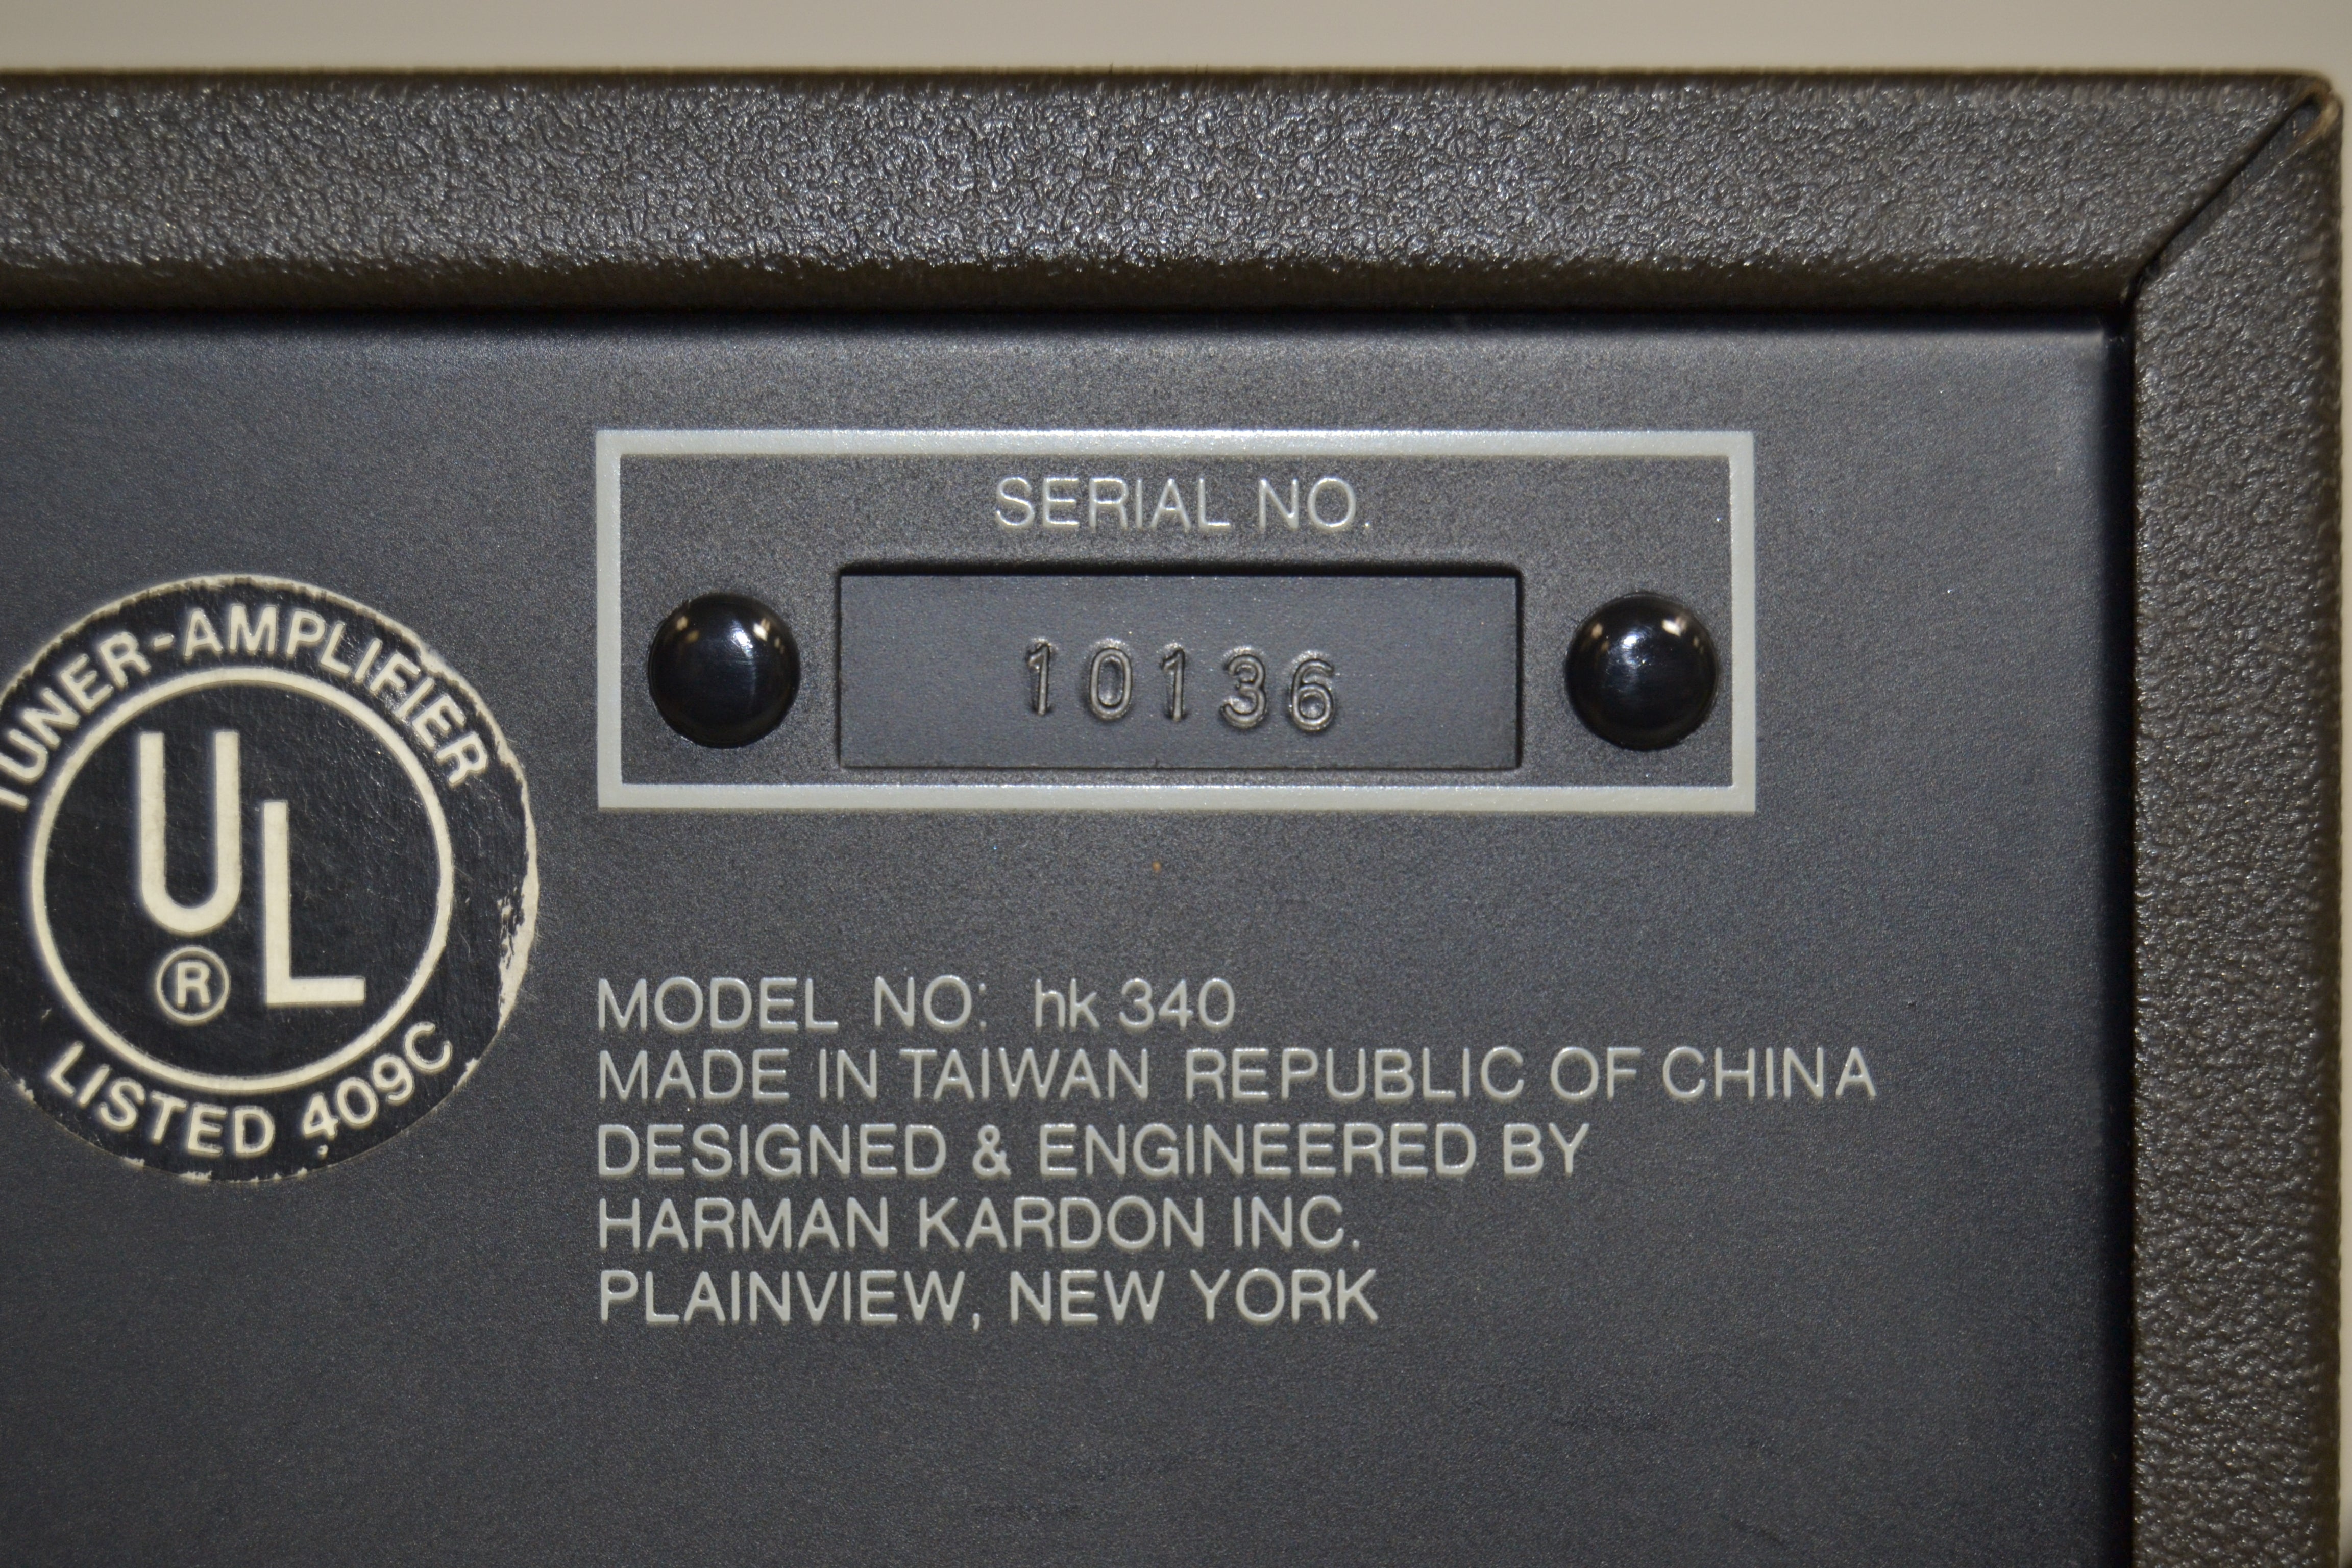 SERIAL NO.
10136
TUNER-AMPLIFIER
UL
®
LISTED 409C
MODEL NO: hk 340
MADE IN TAIWAN REPUBLIC OF CHINA
DESIGNED & ENGINEERED BY
HARMAN KARDON INC.
PLAINVIEW, NEW YORK